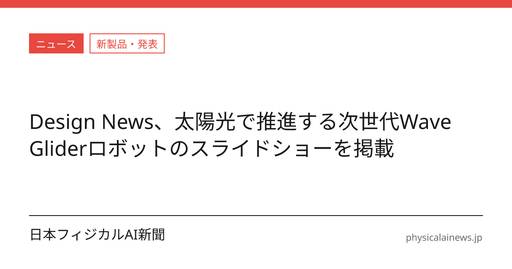 ニュース
新製品・発表
Design News、太陽光で推進する次世代Wave
Gliderロボットのスライドショーを掲載
日本フィジカルAI新聞
physicalainews.jp